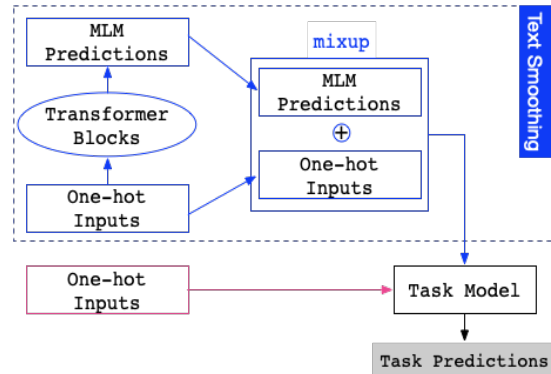 MLM
Predictions
Transformer
Blocks
One-hot
Inputs
mixup
MLM
Predictions
+
One-hot
Inputs
Text Smoothing
One-hot
Inputs
Task Model
Task Predictions